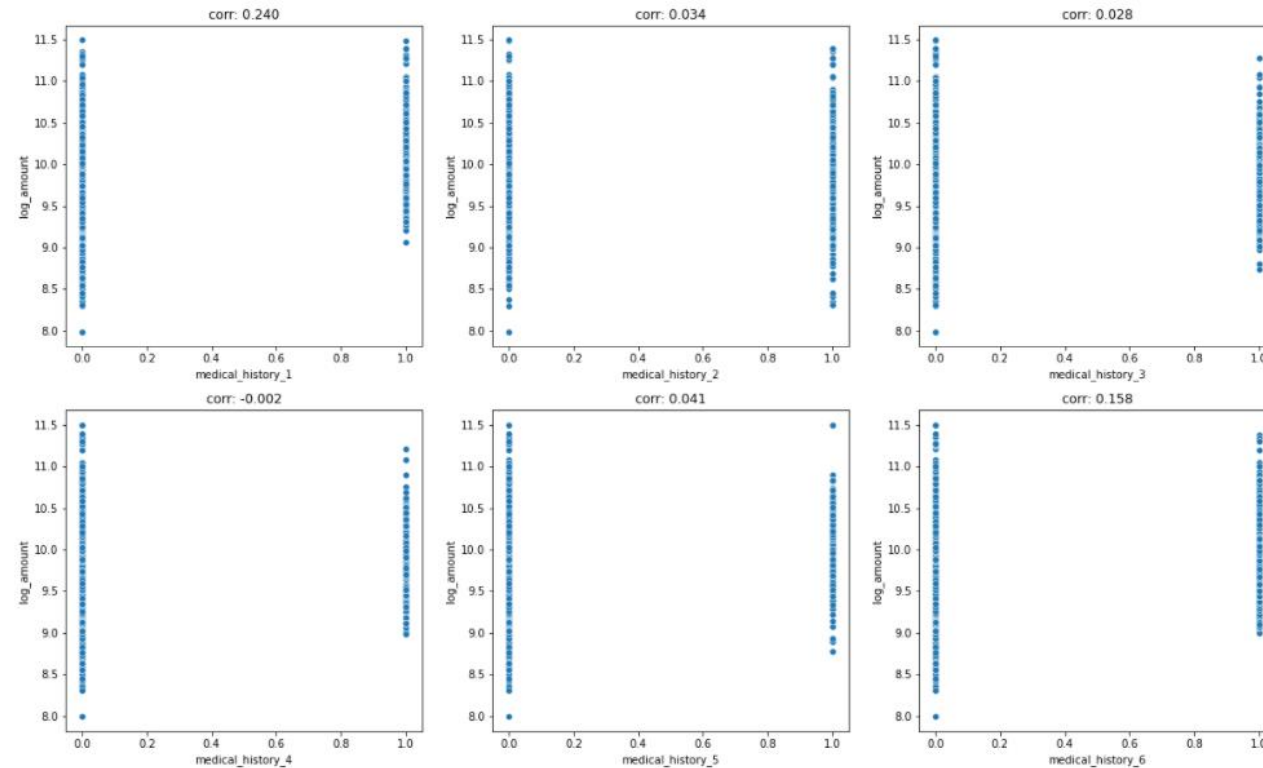 corr: 0.240
corr: 0.034
corr: 0.028
11.5
11.0
10.5
10.0
9.5
9.0
8.5
8.0
log_amount
0.0 0.2 0.4 0.6 0.8 1.0
medical_history_1
11.5
11.0
10.5
10.0
9.5
9.0
8.5
8.0
log_amount
0.0 0.2 0.4 0.6 0.8 1.0
medical_history_2
11.5
11.0
10.5
10.0
9.5
9.0
8.5
8.0
log_amount
0.0 0.2 0.4 0.6 0.8 1.0
medical_history_3
corr: -0.002
corr: 0.041
corr: 0.158
11.5
11.0
10.5
10.0
9.5
9.0
8.5
8.0
log_amount
0.0 0.2 0.4 0.6 0.8 1.0
medical_history_4
11.5
11.0
10.5
10.0
9.5
9.0
8.5
8.0
log_amount
0.0 0.2 0.4 0.6 0.8 1.0
medical_history_5
11.5
11.0
10.5
10.0
9.5
9.0
8.5
8.0
log_amount
0.0 0.2 0.4 0.6 0.8 1.0
medical_history_6